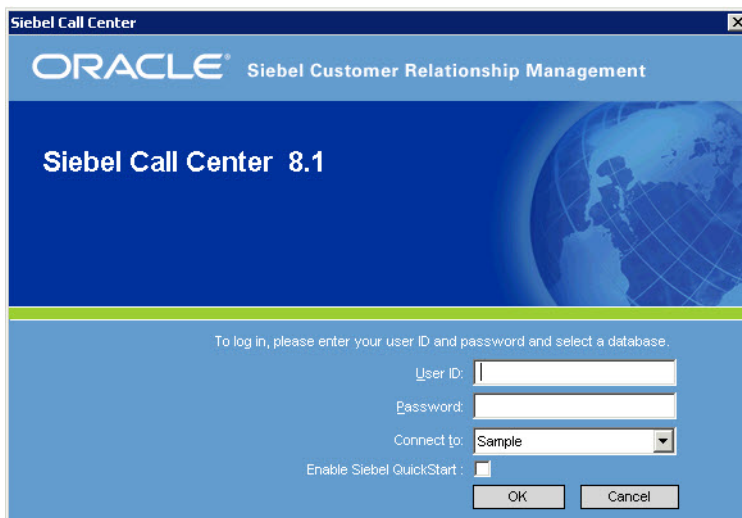 Siebel Call Center
ORACLE® Siebel Customer Relationship Management
Siebel Call Center 8.1
To log in, please enter your user ID and password and select a database.
User ID:
Password:
Connect to: Sample
Enable Siebel QuickStart :
OK Cancel